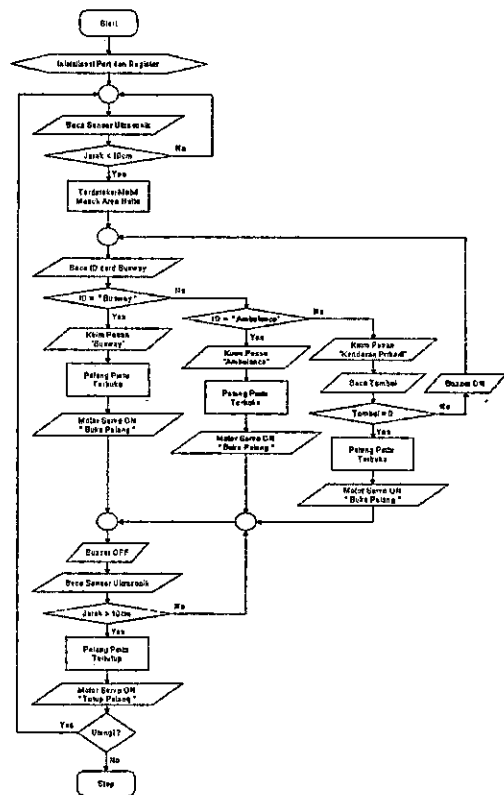 Start
Inisialisasi Port dan Register
Baca Sensor Ultrasonik
Jarak < 10cm
No
Yes
Terdeteksi Mobil
Masuk Area Halte
Baca ID card Busway
ID = "Busway"
No
Yes
Kirim Pesan
"Busway"
Palang Pintu
Terbuka
Motor Servo ON
" Buka Palang "
ID = "Ambulance"
No
Yes
Kirim Pesan
"Ambulance"
Palang Pintu
Terbuka
Motor Servo ON
" Buka Palang "
Kirim Pesan
"Kendaraan Pribadi"
Baca Tombol
Buzzer ON
Tombol = 0
No
Yes
Palang Pintu
Terbuka
Motor Servo ON
" Buka Palang "
Buzzer OFF
Baca Sensor Ultrasonik
Jarak > 10cm
No
Yes
Palang Pintu
Tertutup
Motor Servo ON
" Tutup Palang "
Yes
Ulangi ?
No
Stop